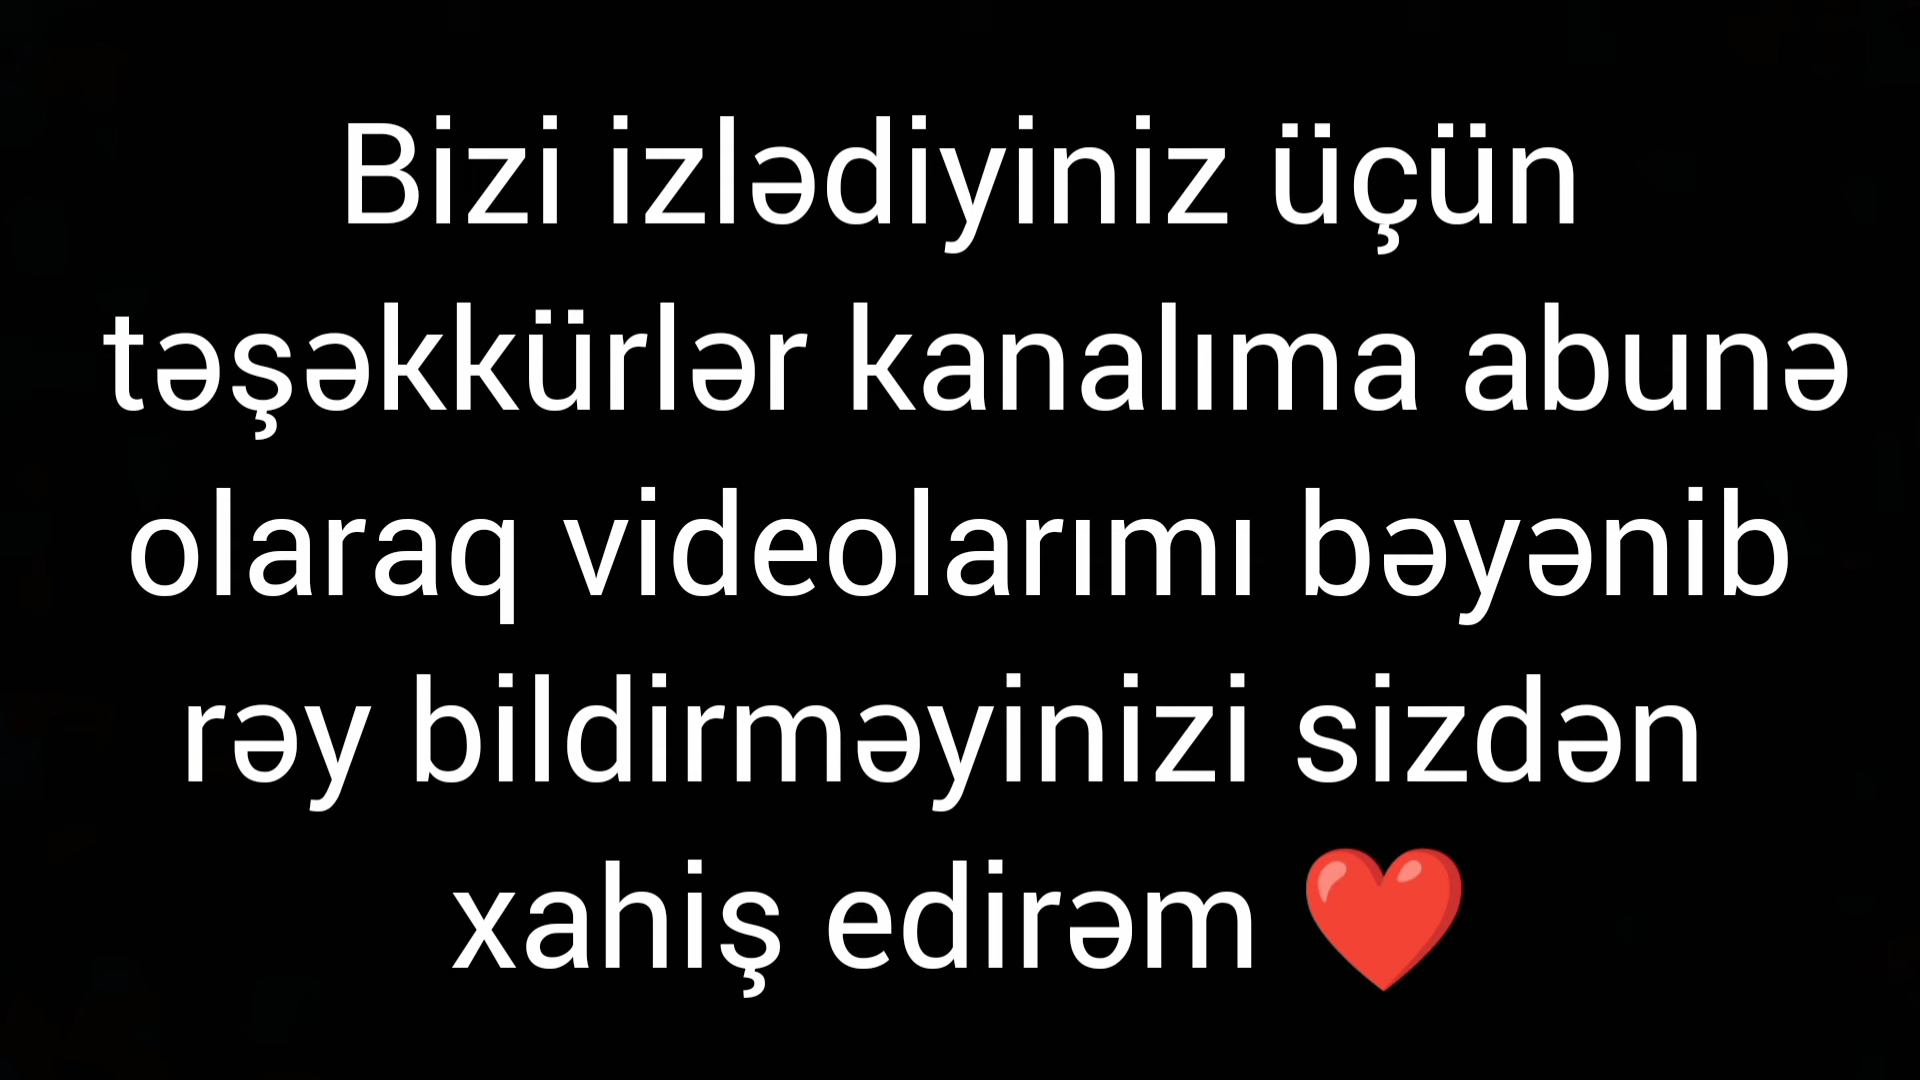 Bizi izlədiyiniz üçün
təşəkkürlər kanalıma abunə
olaraq videolarımı bəyənib
rəy bildirməyinizi sizdən
xahiş edirəm ❤️